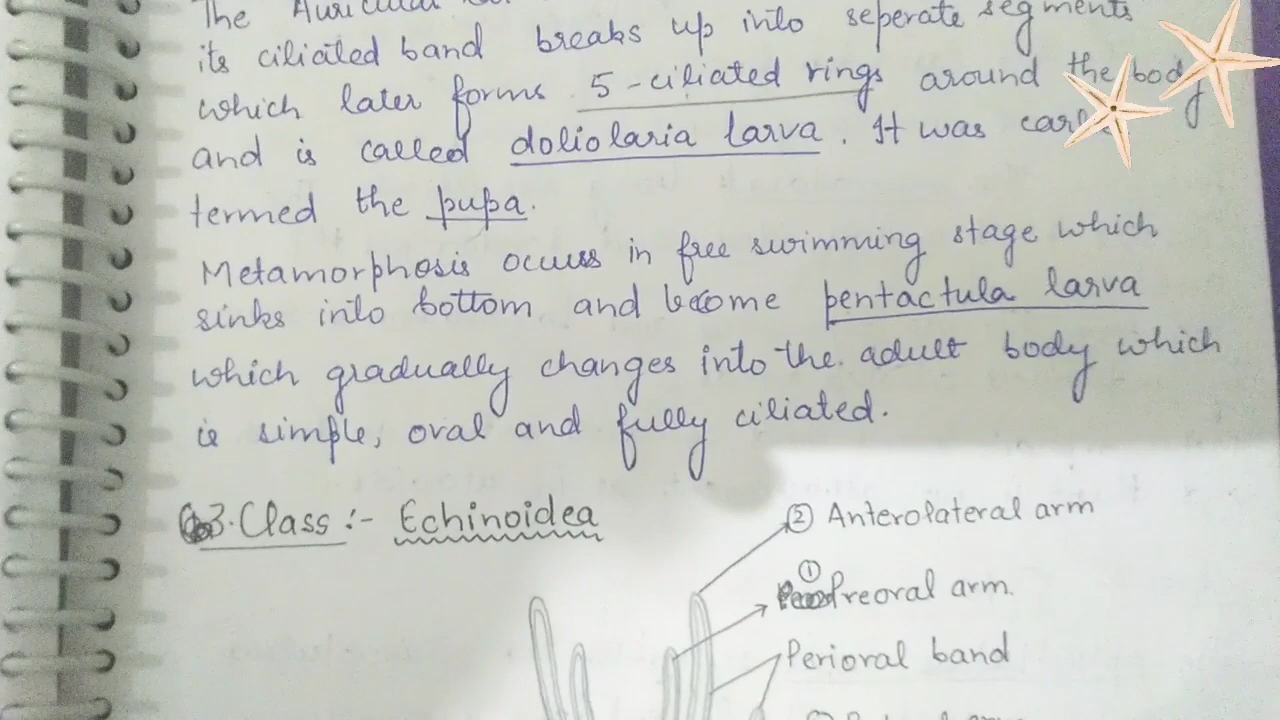 The
its ciliated band breaks up into seperate segments
which later forms 5-ciliated rings around the body
and is called doliolaria larva. It was
termed the pupa.
Metamorphosis occurs in free swimming stage which
sinks into bottom and become pentactula larva
which gradually changes into the adult body which
is simple, oval and fully ciliated.
3. Class :- Echinoidea
② Anterolateral arm
①
Preoral arm.
Perioral band